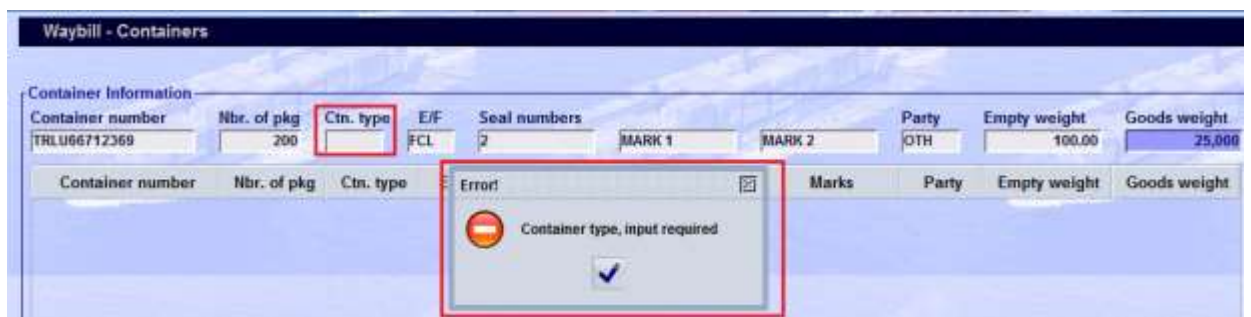 Waybill - Containers
Container Information
Container number Nbr. of pkg Ctn. type E/F Seal numbers Party Empty weight Goods weight
TRLU66712369 200 FCL 2 MARK 1 MARK 2 OTH 100.00 25,000
Container number Nbr. of pkg Ctn. type Marks Party Empty weight Goods weight
Error!
Container type, input required